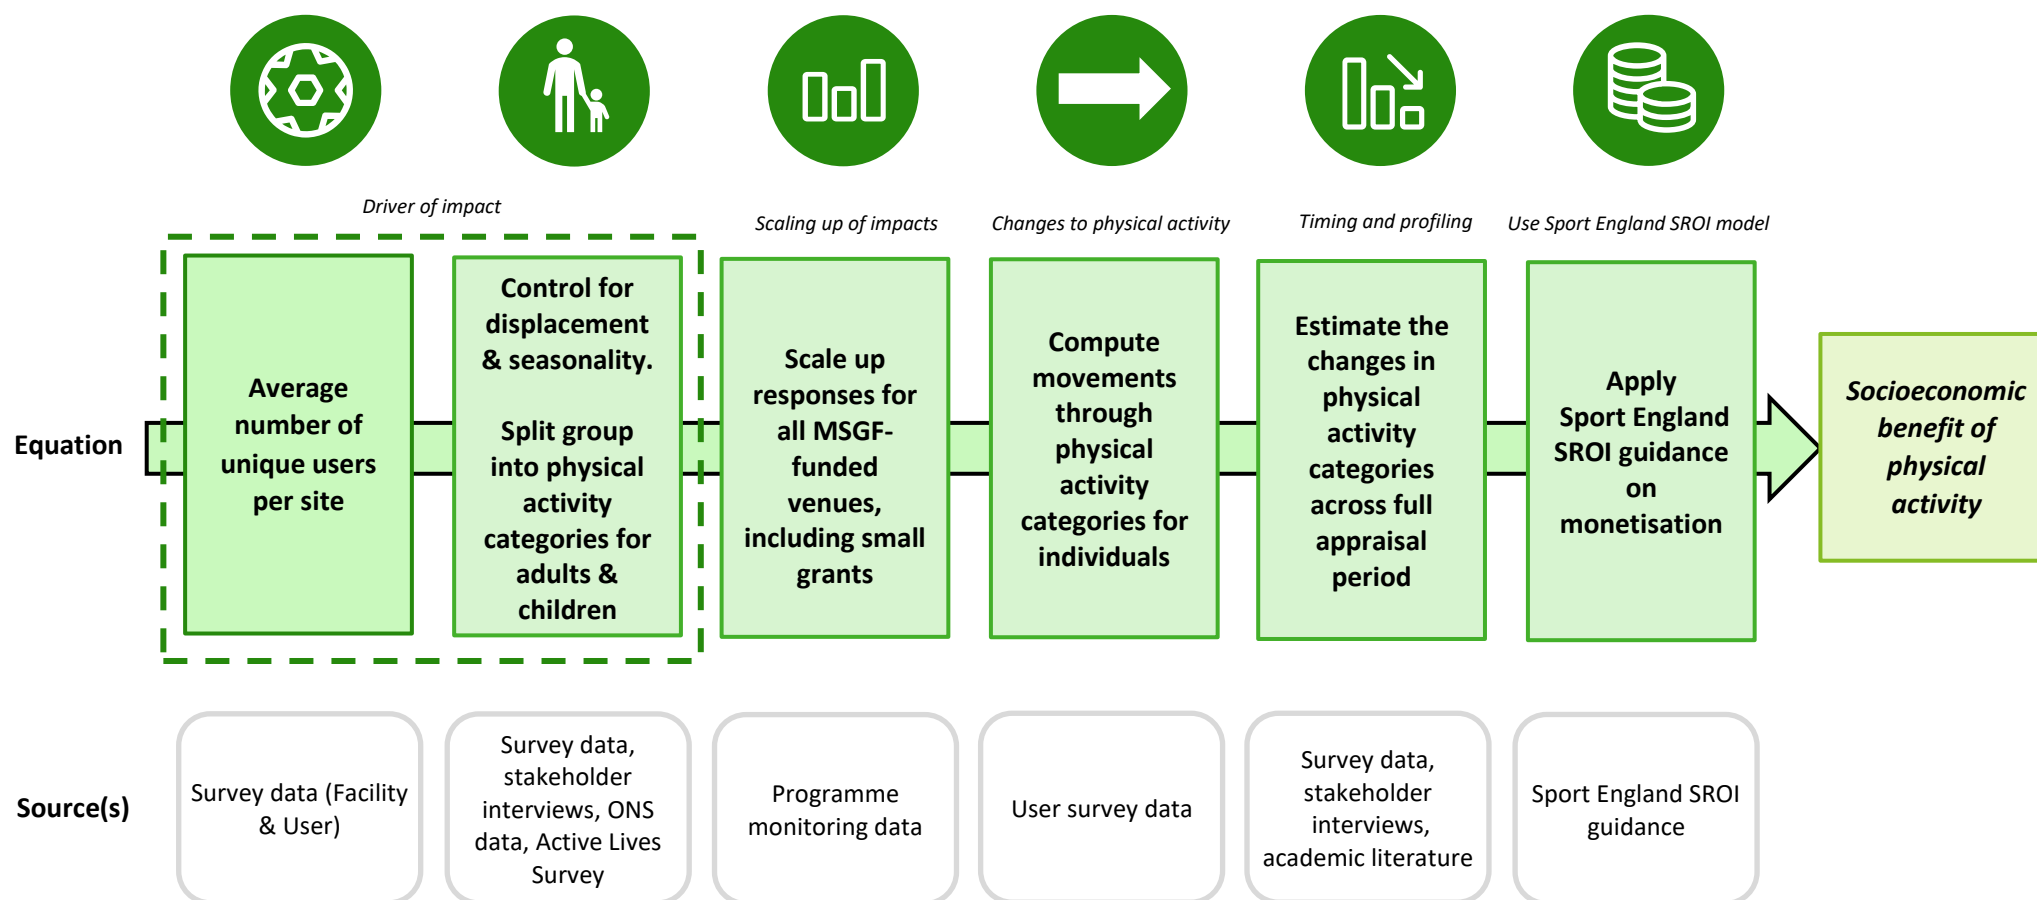 Driver of impact
Scaling up of impacts
Changes to physical activity
Timing and profiling
Use Sport England SROI model
Equation
Average
number of
unique users
per site
Control for
displacement
& seasonality.
Split group
into physical
activity
categories for
adults &
children
Scale up
responses for
all MSGF-
funded
venues,
including small
grants
Compute
movements
through
physical
activity
categories for
individuals
Estimate the
changes in
physical
activity
categories
across full
appraisal
period
Apply
Sport England
SROI guidance
on
monetisation
Socioeconomic
benefit of
physical
activity
Source(s)
Survey data (Facility
& User)
Survey data,
stakeholder
interviews, ONS
data, Active Lives
Survey
Programme
monitoring data
User survey data
Survey data,
stakeholder
interviews,
academic literature
Sport England SROI
guidance